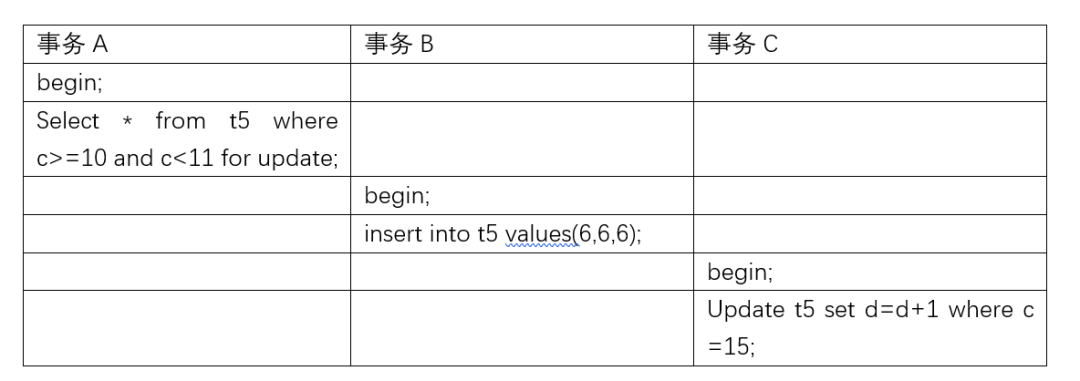 事务 A 事务 B 事务 C
begin;
Select * from t5 where
c>=10 and c<11 for update;
begin;
insert into t5 values(6,6,6);
begin;
Update t5 set d=d+1 where c
=15;